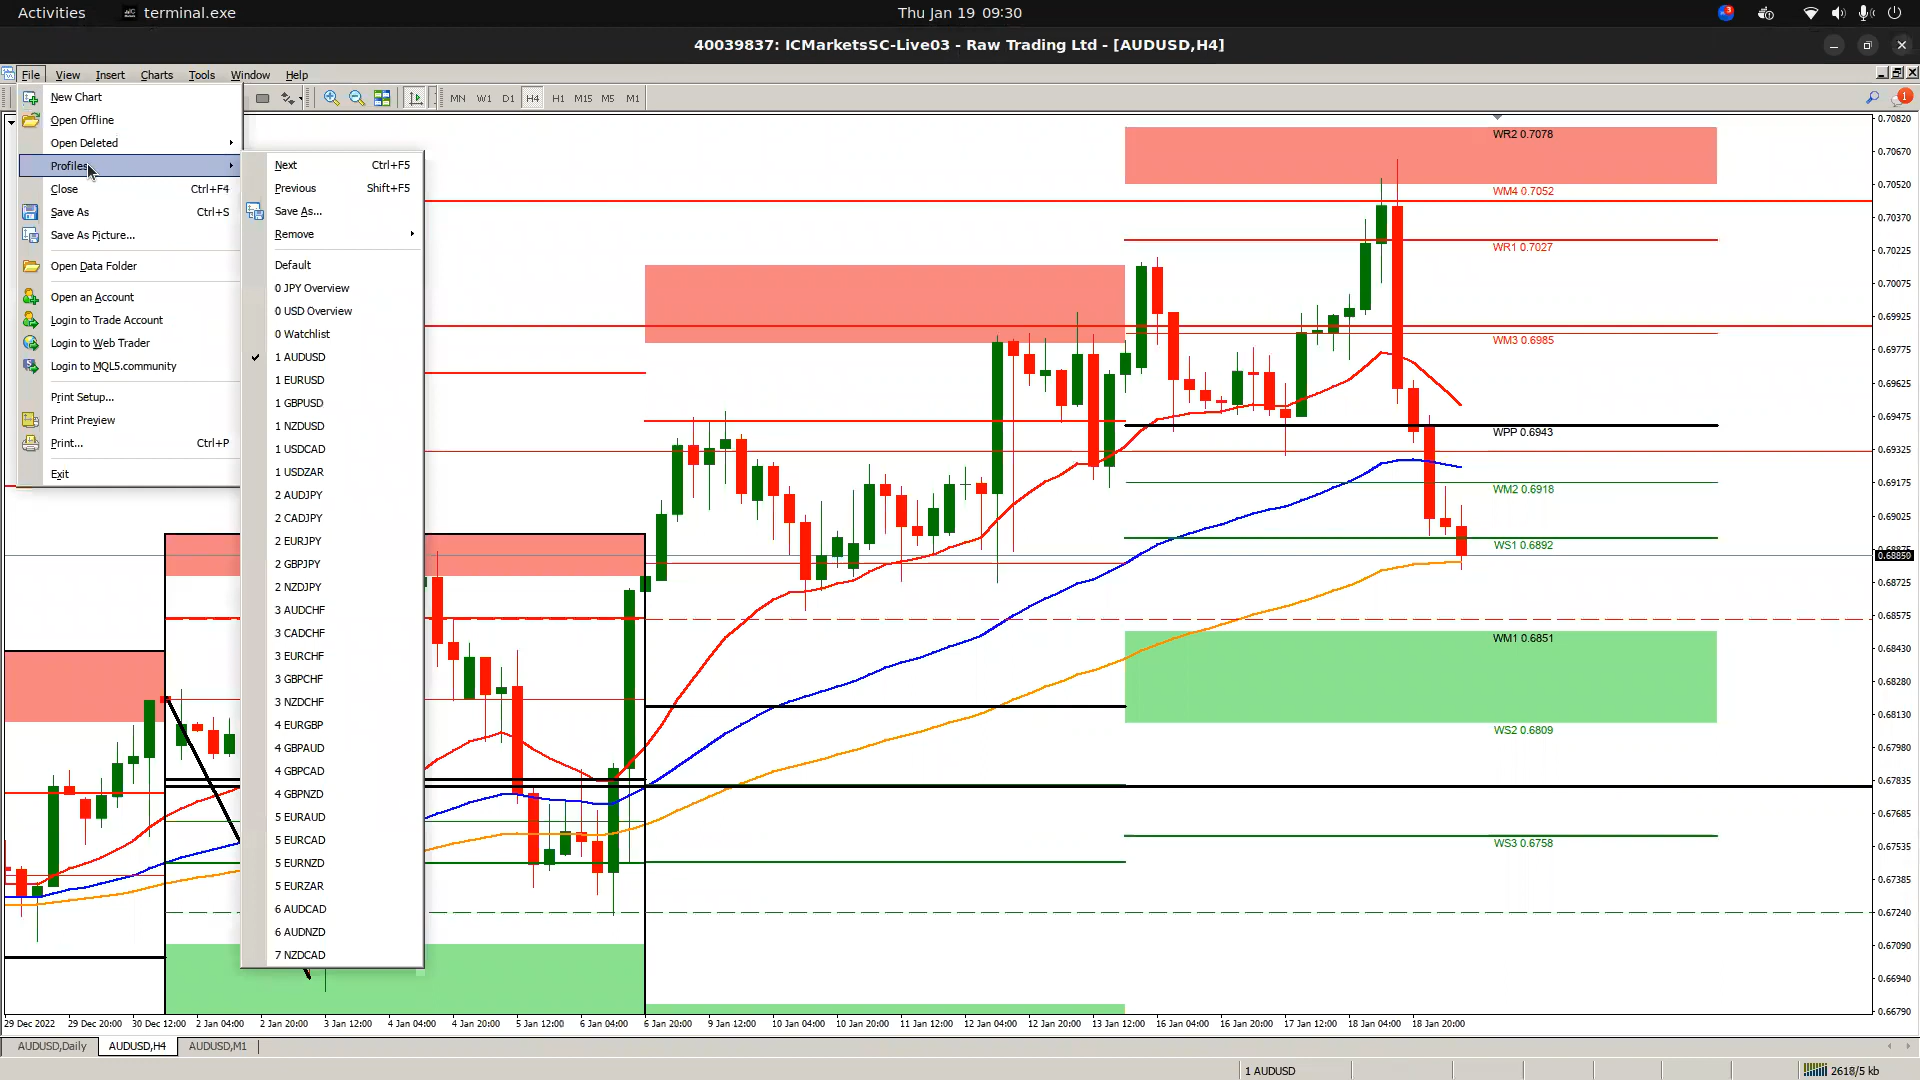 Activities
terminal.exe
Thu Jan 19 09:30
3
40039837: ICMarketsSC-Live03 - Raw Trading Ltd - [AUDUSD,H4]
File View Insert Charts Tools Window Help
MN W1 D1 H4 H1 M15 M5 M1
1
New Chart
Open Offline
Open Deleted
Profiles
Close Ctrl+F4
Save As Ctrl+S
Save As Picture...
Open Data Folder
Open an Account
Login to Trade Account
Login to Web Trader
Login to MQL5.community
Print Setup...
Print Preview
Print... Ctrl+P
Exit
Next Ctrl+F5
Previous Shift+F5
Save As...
Remove
Default
0 JPY Overview
0 USD Overview
0 Watchlist
1 AUDUSD
1 EURUSD
1 GBPUSD
1 NZDUSD
1 USDCAD
1 USDZAR
2 AUDJPY
2 CADJPY
2 EURJPY
2 GBPJPY
2 NZDJPY
3 AUDCHF
3 CADCHF
3 EURCHF
3 GBPCHF
3 NZDCHF
4 EURGBP
4 GBPAUD
4 GBPCAD
4 GBPNZD
5 EURAUD
5 EURCAD
5 EURNZD
5 EURZAR
6 AUDCAD
6 AUDNZD
7 NZDCAD
WR2 0.7078
WM4 0.7052
WR1 0.7027
WM3 0.6985
WPP 0.6943
WM2 0.6918
WS1 0.6892
WM1 0.6851
WS2 0.6809
WS3 0.6758
0.70820
0.70670
0.70520
0.70370
0.70225
0.70075
0.69925
0.69775
0.69625
0.69475
0.69325
0.69175
0.69025
0.68850
0.68725
0.68575
0.68430
0.68280
0.68130
0.67980
0.67835
0.67685
0.67535
0.67385
0.67240
0.67090
0.66940
0.66790
29 Dec 2022 29 Dec 20:00 30 Dec 12:00 2 Jan 04:00 2 Jan 20:00 3 Jan 12:00 4 Jan 04:00 4 Jan 20:00 5 Jan 12:00 6 Jan 04:00 6 Jan 20:00 9 Jan 12:00 10 Jan 04:00 10 Jan 20:00 11 Jan 12:00 12 Jan 04:00 12 Jan 20:00 13 Jan 12:00 16 Jan 04:00 16 Jan 20:00 17 Jan 12:00 18 Jan 04:00 18 Jan 20:00
AUDUSD,Daily AUDUSD,H4 AUDUSD,M1
1 AUDUSD
2618/5 kb